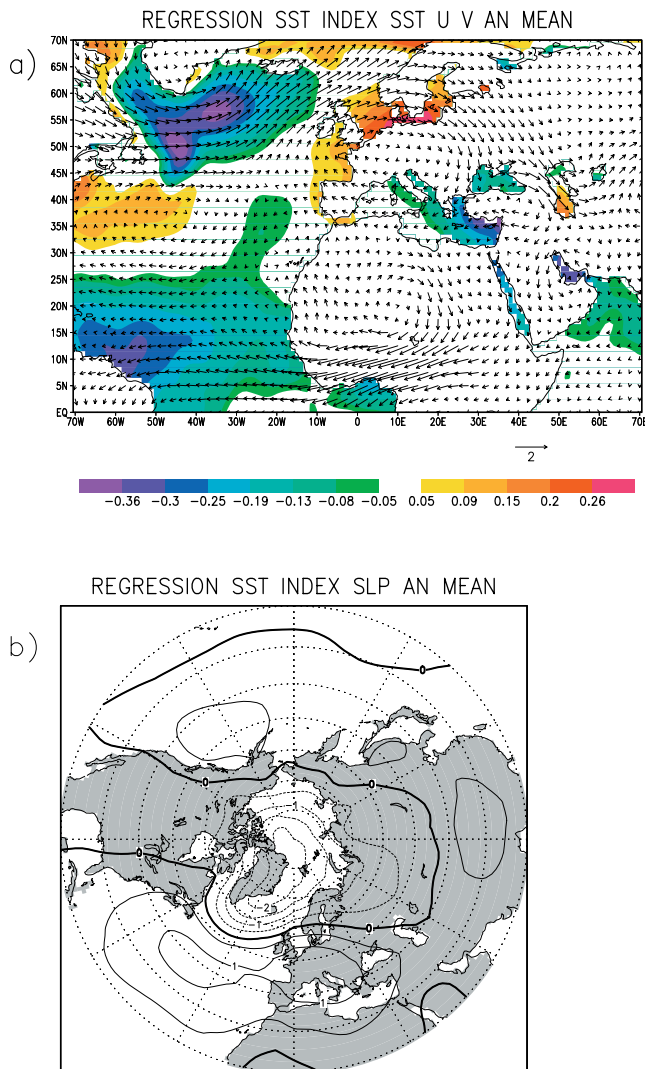 REGRESSION SST INDEX SST U V AN MEAN
a)
70N
65N
60N
55N
50N
45N
40N
35N
30N
25N
20N
15N
10N
5N
EQ
70W 60W 50W 40W 30W 20W 10W 0 10E 20E 30E 40E 50E 60E 70E
2
−0.36 −0.3 −0.25 −0.19 −0.13 −0.08 −0.05 0.05 0.09 0.15 0.2 0.26
REGRESSION SST INDEX SLP AN MEAN
b)
0
0
0
1
0
2
1
0
1
1